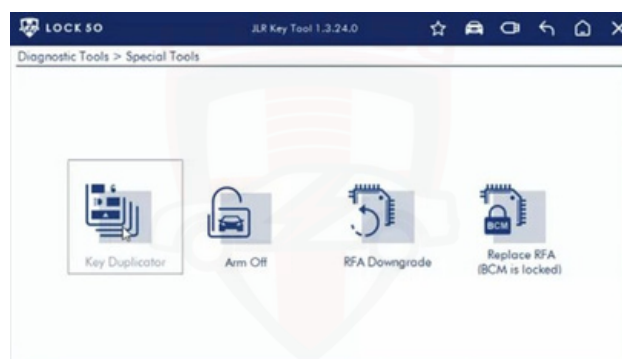 LOCK 50
JLR Key Tool 1.3.24.0
Diagnostic Tools > Special Tools
Key Duplicator
Arm Off
RFA Downgrade
BCM
Replace RFA
(BCM is locked)